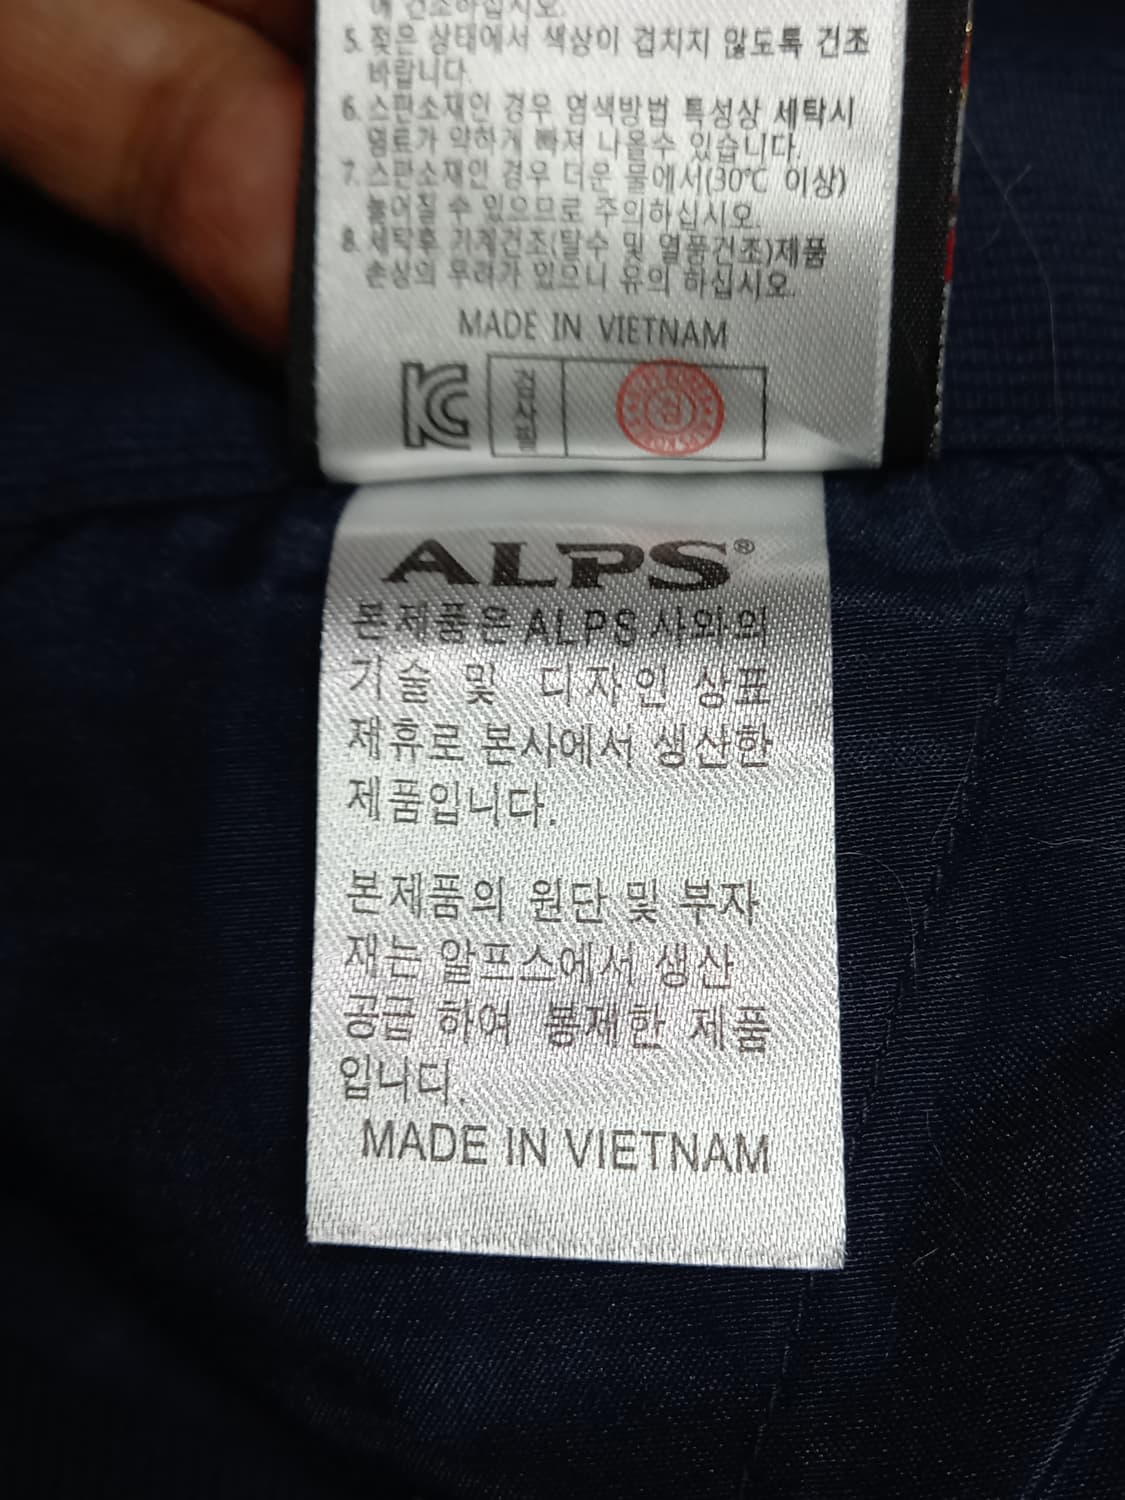 에 건조하십시오.
5. 젖은 상태에서 색상이 겹치지 않도록 건조
바랍니다.
6. 스판소재인 경우 염색방법 특성상 세탁시
염료가 약하게 빠져 나올수 있습니다.
7. 스판소재인 경우 더운 물에서(30℃ 이상)
늘어질 수 있으므로 주의하십시오.
8. 세탁후 기계건조(탈수 및 열풍건조)제품
손상의 우려가 있으니 유의 하십시오.
MADE IN VIETNAM
검사필
검
ALPS®
본제품은 ALPS 사와의
기술 및 디자인 상표
제휴로 본사에서 생산한
제품입니다.
본제품의 원단 및 부자
재는 알프스에서 생산
공급 하여 봉제한 제품
입니다.
MADE IN VIETNAM